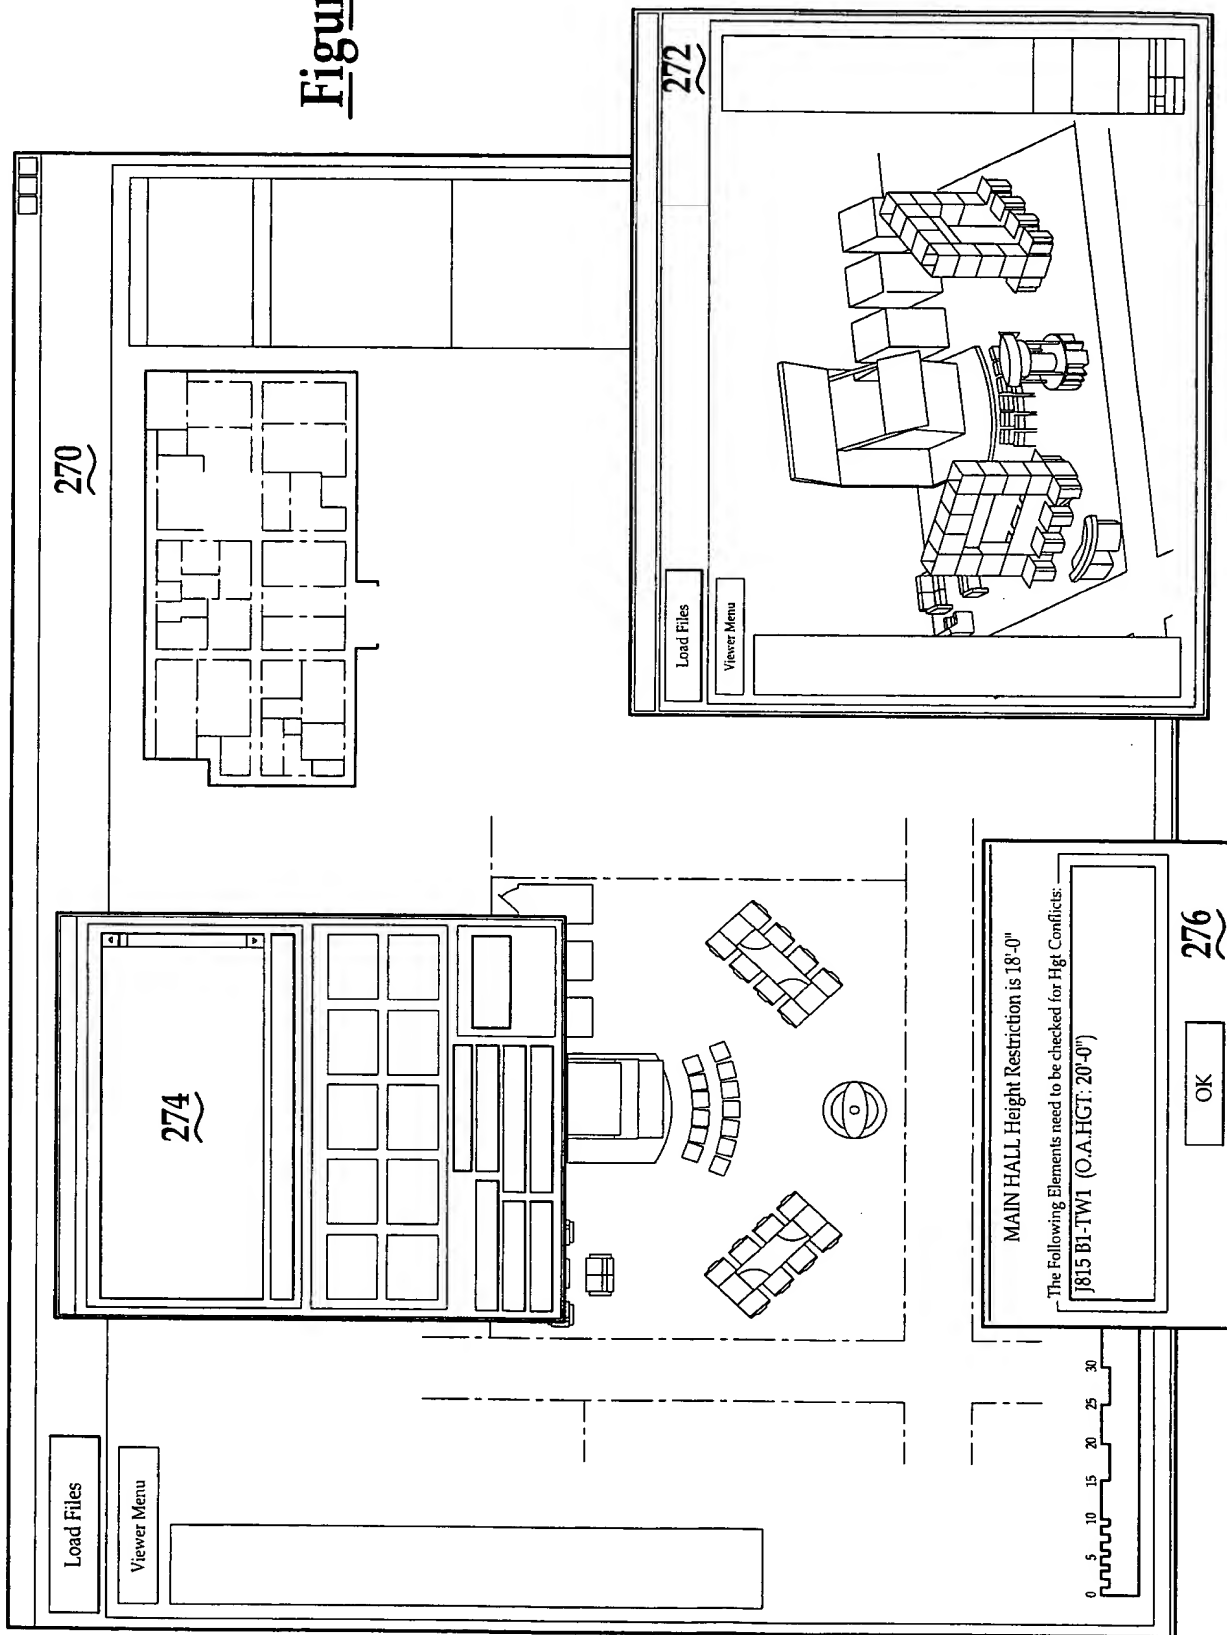 Figur
270
272
274
276
Load Files
Viewer Menu
Load Files
Viewer Menu
MAIN HALL Height Restriction is 18'-0"
The Following Elements need to be checked for Hgt Conflicts:
J815 B1-TW1 (O.A.HGT: 20'-0")
OK
0 5 10 15 20 25 30